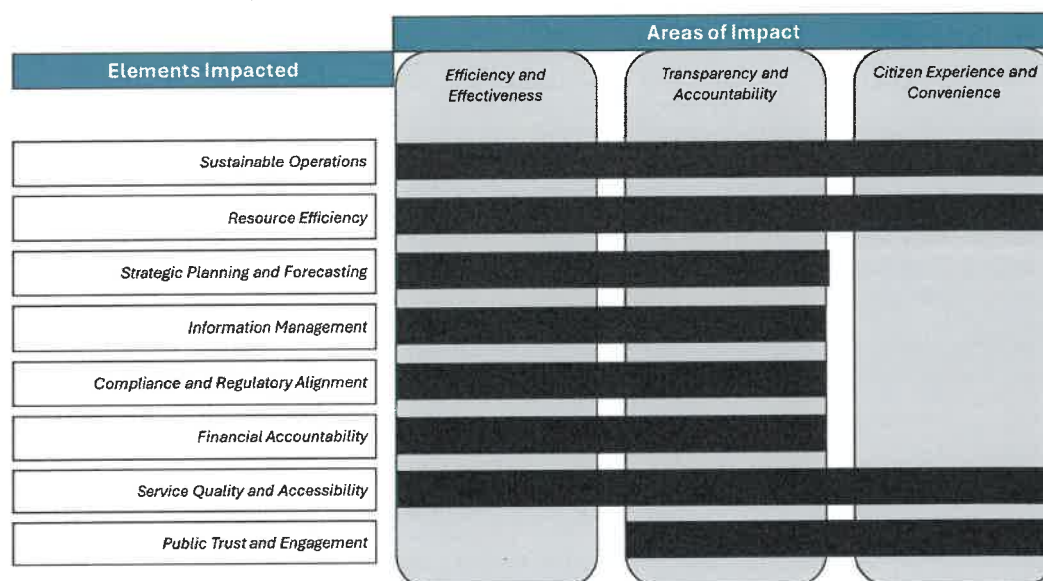 Areas of Impact
Elements Impacted
Efficiency and
Effectiveness
Transparency and
Accountability
Citizen Experience and
Convenience
Sustainable Operations
Resource Efficiency
Strategic Planning and Forecasting
Information Management
Compliance and Regulatory Alignment
Financial Accountability
Service Quality and Accessibility
Public Trust and Engagement